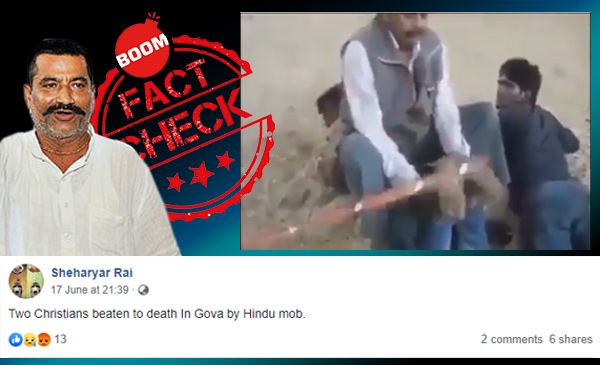 BOOM
FACT
CHECK
Sheharyar Rai
17 June at 21:39 ·
Two Christians beaten to death In Gova by Hindu mob.
13
2 comments 6 shares